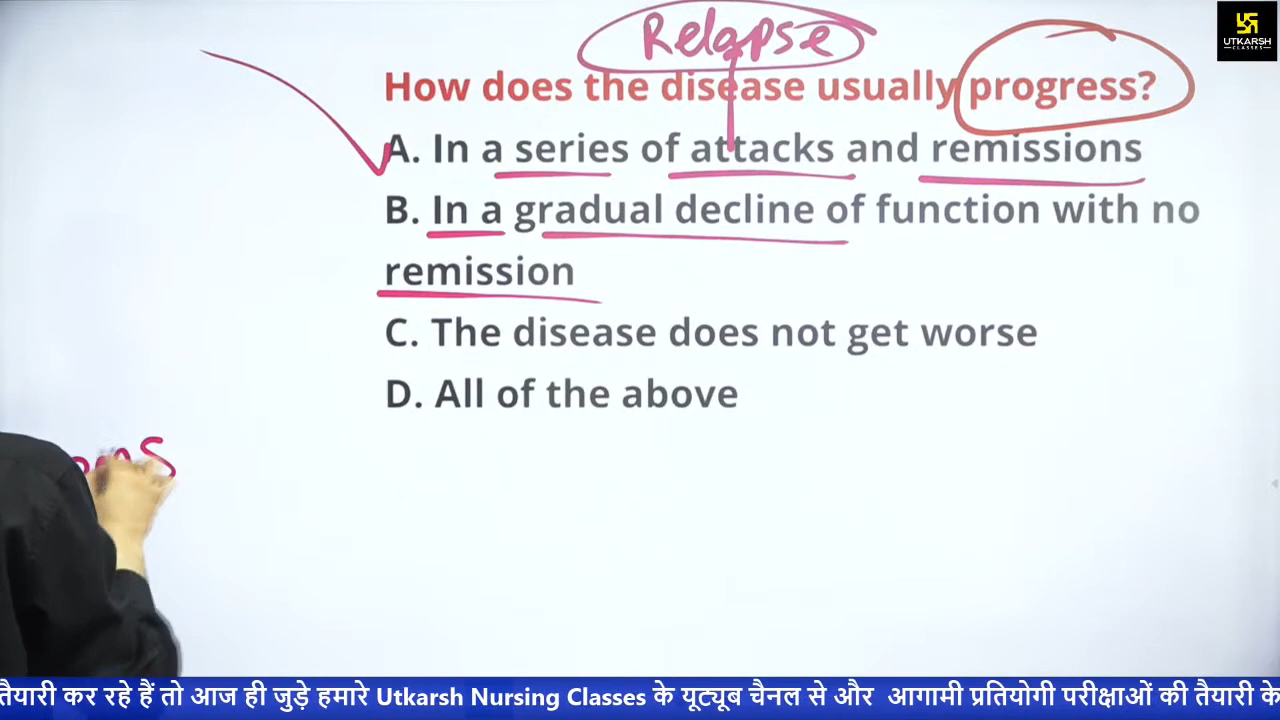 Relapse
UTKARSH
CLASSES
How does the disease usually progress?
A. In a series of attacks and remissions
B. In a gradual decline of function with no
remission
C. The disease does not get worse
D. All of the above
तैयारी कर रहे हैं तो आज ही जुड़े हमारे Utkarsh Nursing Classes के यूट्यूब चैनल से और आगामी प्रतियोगी परीक्षाओं की तैयारी के